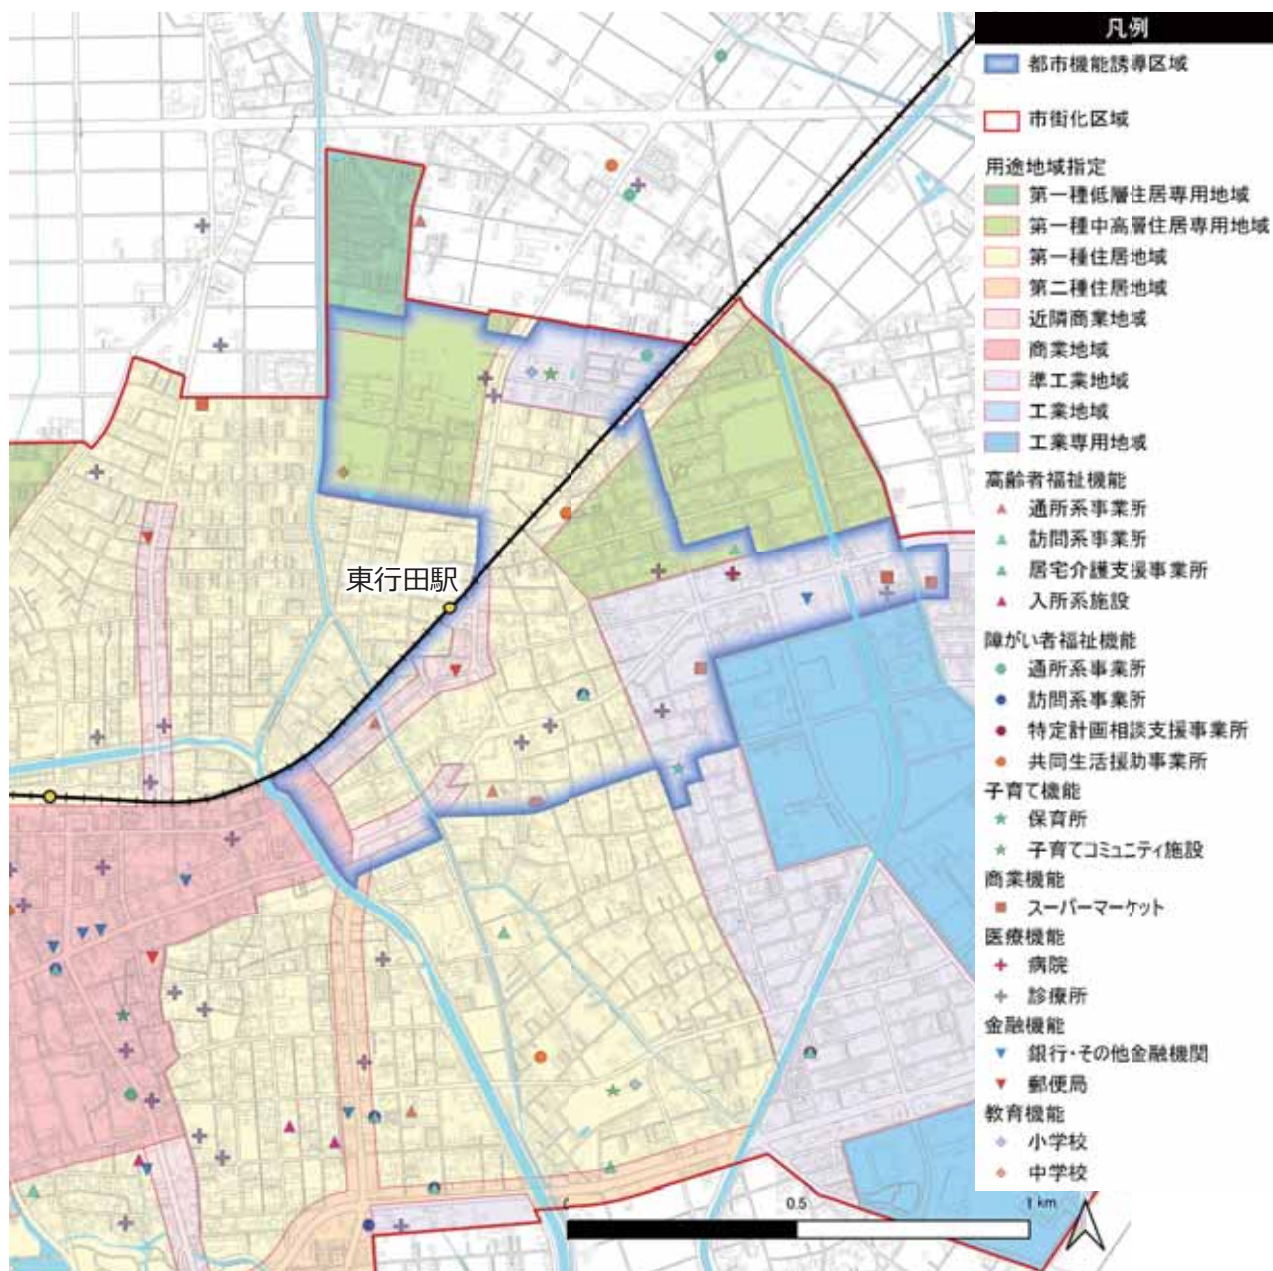 凡例
都市機能誘導区域
市街化区域
用途地域指定
第一種低層住居専用地域
第一種中高層住居専用地域
第一種住居地域
第二種住居地域
近隣商業地域
商業地域
準工業地域
工業地域
工業専用地域
高齢者福祉機能
通所系事業所
訪問系事業所
居宅介護支援事業所
入所系施設
障がい者福祉機能
通所系事業所
訪問系事業所
特定計画相談支援事業所
共同生活援助事業所
子育て機能
保育所
子育てコミュニティ施設
商業機能
スーパーマーケット
医療機能
病院
診療所
金融機能
銀行・その他金融機関
郵便局
教育機能
小学校
中学校
東行田駅
0.5
1 km